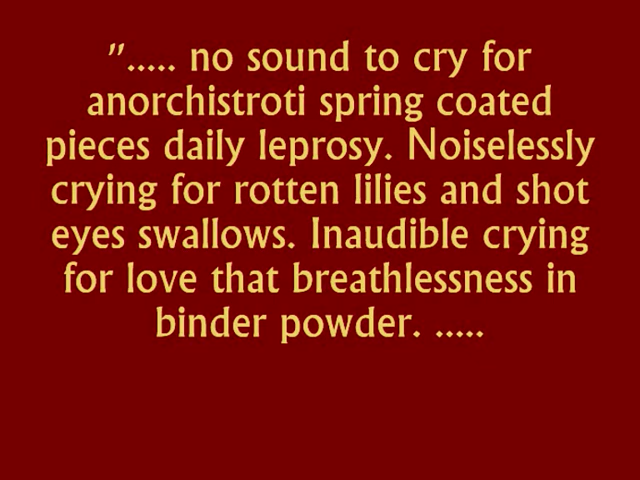 "..... no sound to cry for
anorchistroti spring coated
pieces daily leprosy. Noiselessly
crying for rotten lilies and shot
eyes swallows. Inaudible crying
for love that breathlessness in
binder powder. .....